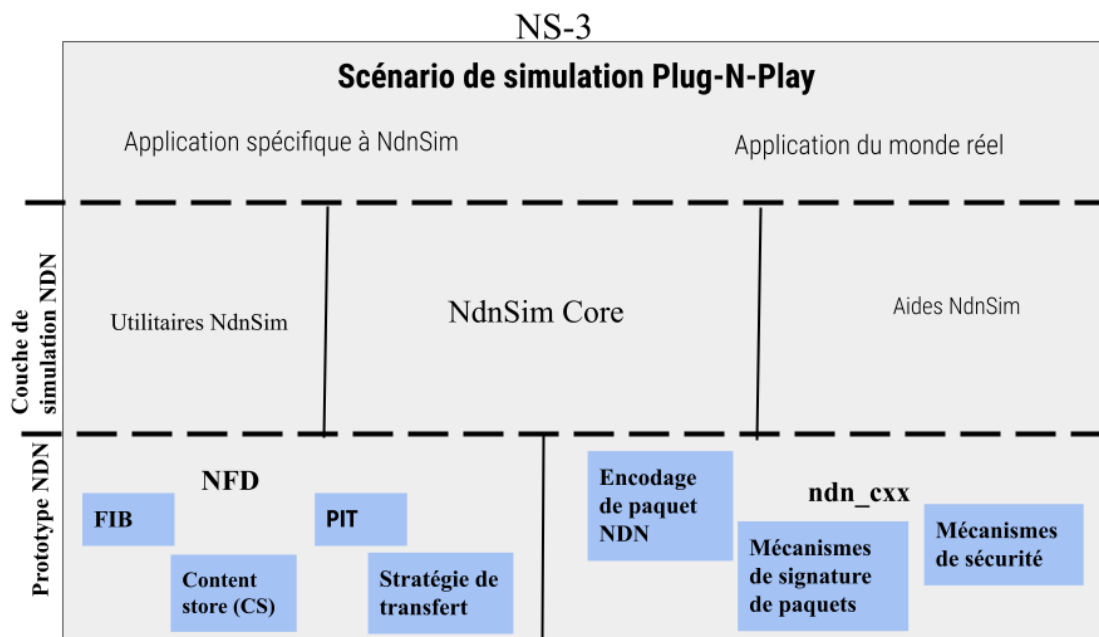 NS-3
Scénario de simulation Plug-N-Play
Application spécifique à NdnSim
Application du monde réel
Couche de
simulation NDN
Utilitaires NdnSim
NdnSim Core
Aides NdnSim
Prototype NDN
NFD
FIB
PIT
Content
store (CS)
Stratégie de
transfert
Encodage
de paquet
NDN
ndn_cxx
Mécanismes
de signature
de paquets
Mécanismes
de sécurité